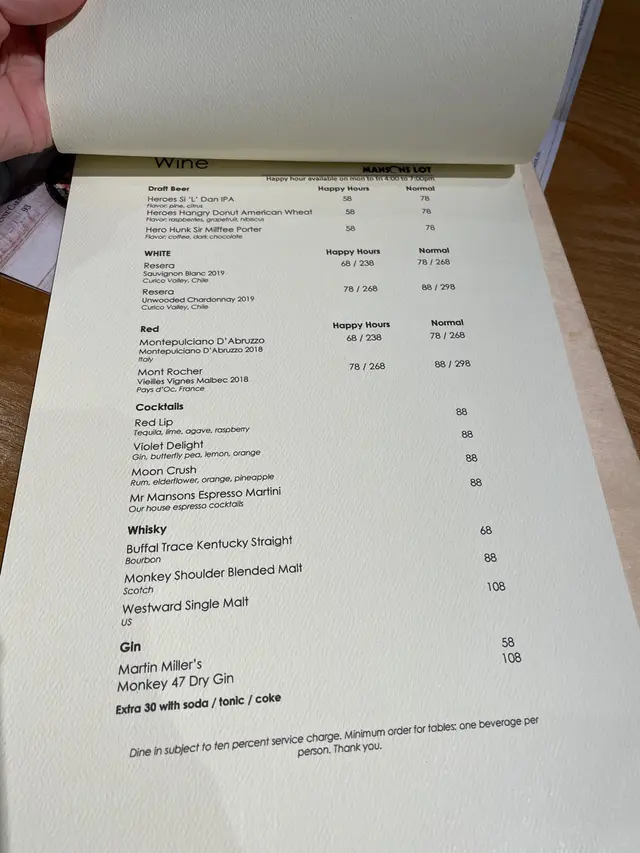 Wine
MANSONS LOT
Happy hour available on mon to fri 4:00 to 7:00pm
Draft Beer Happy Hours Normal
Heroes Si 'L' Dan IPA 58 78
Flavor: pine, citrus
Heroes Hangry Donut American Wheat 58 78
Flavor: raspberries, grapefruit, hibiscus
Hero Hunk Sir Milffee Porter 58 78
Flavor: coffee, dark chocolate
WHITE Happy Hours Normal
Resera 68 / 238 78 / 268
Sauvignon Blanc 2019
Curico Valley, Chile
Resera 78 / 268 88 / 298
Unwooded Chardonnay 2019
Curico Valley, Chile
Red Happy Hours Normal
Montepulciano D'Abruzzo 68 / 238 78 / 268
Montepulciano D'Abruzzo 2018
Italy
Mont Rocher 78 / 268 88 / 298
Vieilles Vignes Malbec 2018
Pays d'Oc, France
Cocktails
Red Lip 88
Tequila, lime, agave, raspberry
Violet Delight 88
Gin, butterfly pea, lemon, orange
Moon Crush 88
Rum, elderflower, orange, pineapple
Mr Mansons Espresso Martini 88
Our house espresso cocktails
Whisky
Buffal Trace Kentucky Straight 68
Bourbon
Monkey Shoulder Blended Malt 88
Scotch
Westward Single Malt 108
US
Gin
Martin Miller's 58
Monkey 47 Dry Gin 108
Extra 30 with soda / tonic / coke
Dine in subject to ten percent service charge. Minimum order for tables: one beverage per
person. Thank you.